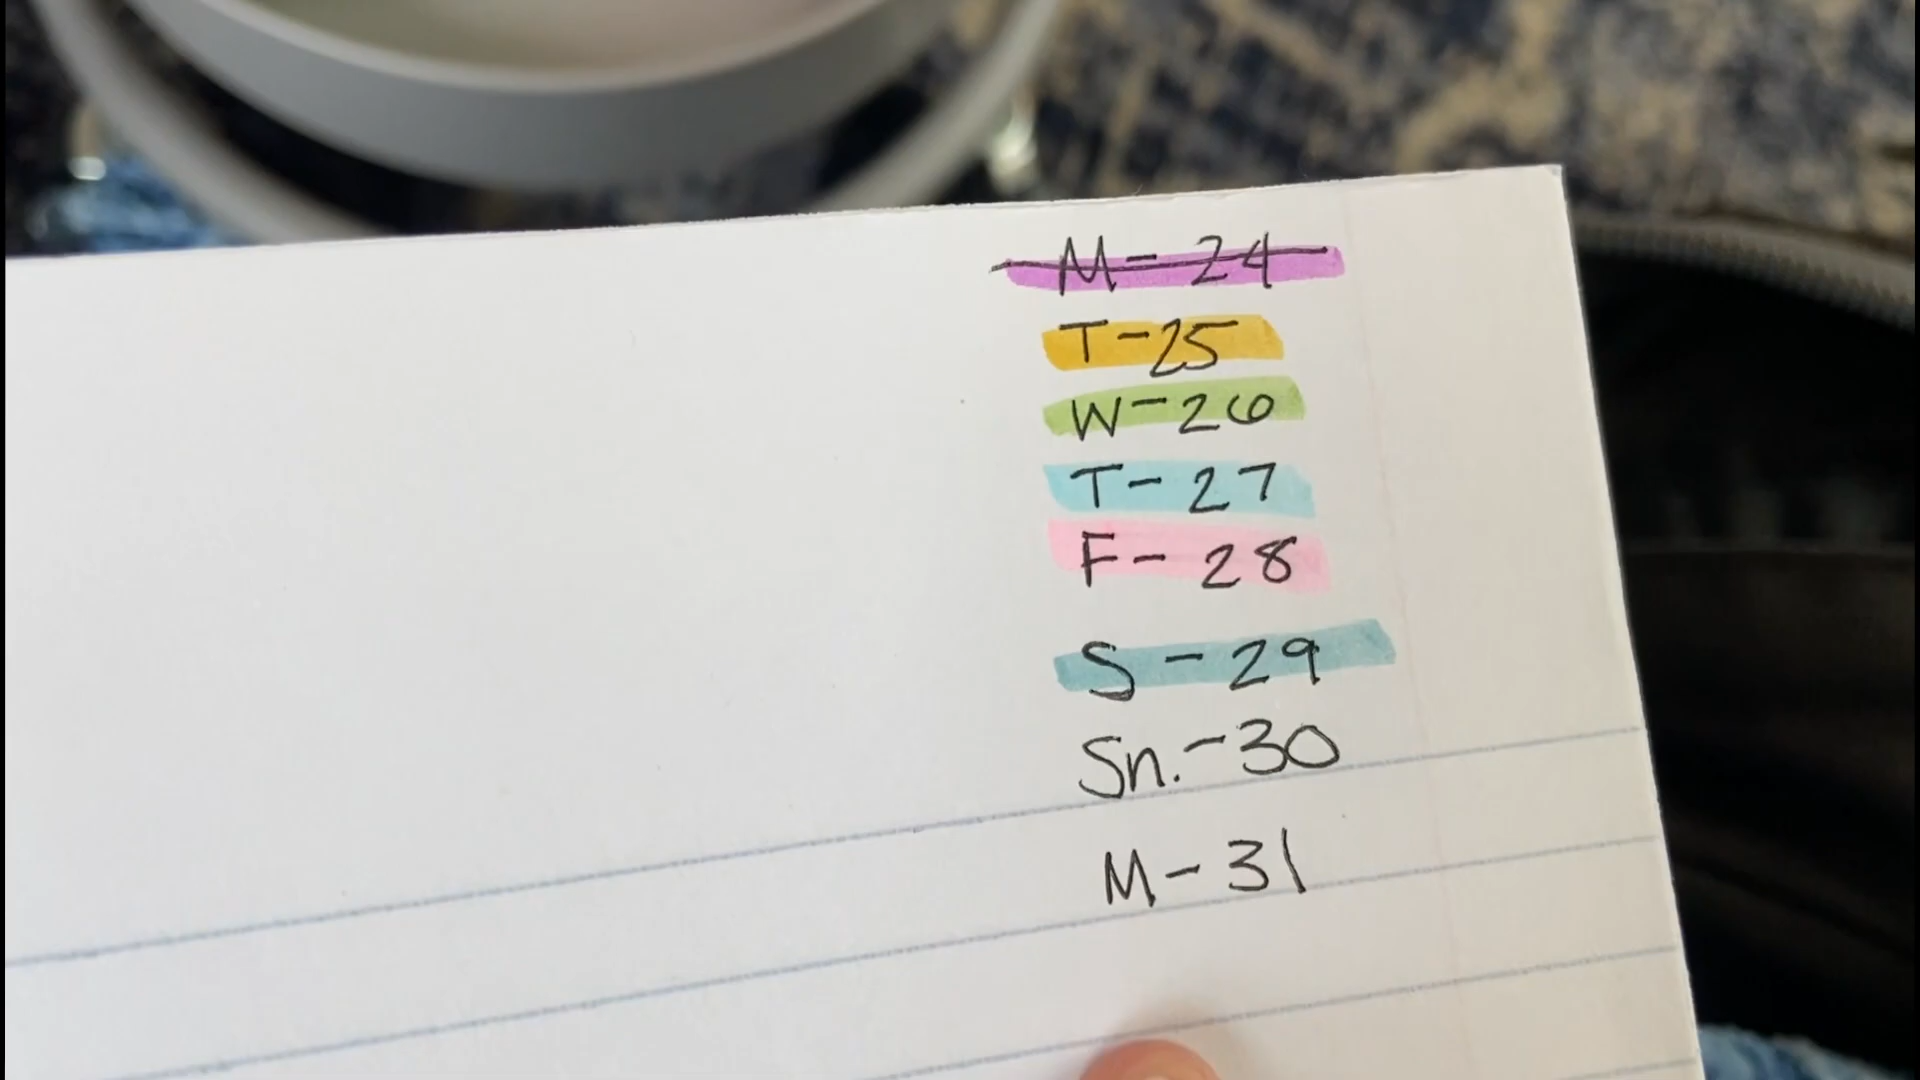 M - 24
T - 25
W - 26
T - 27
F - 28
S - 29
Sn. - 30
M - 31